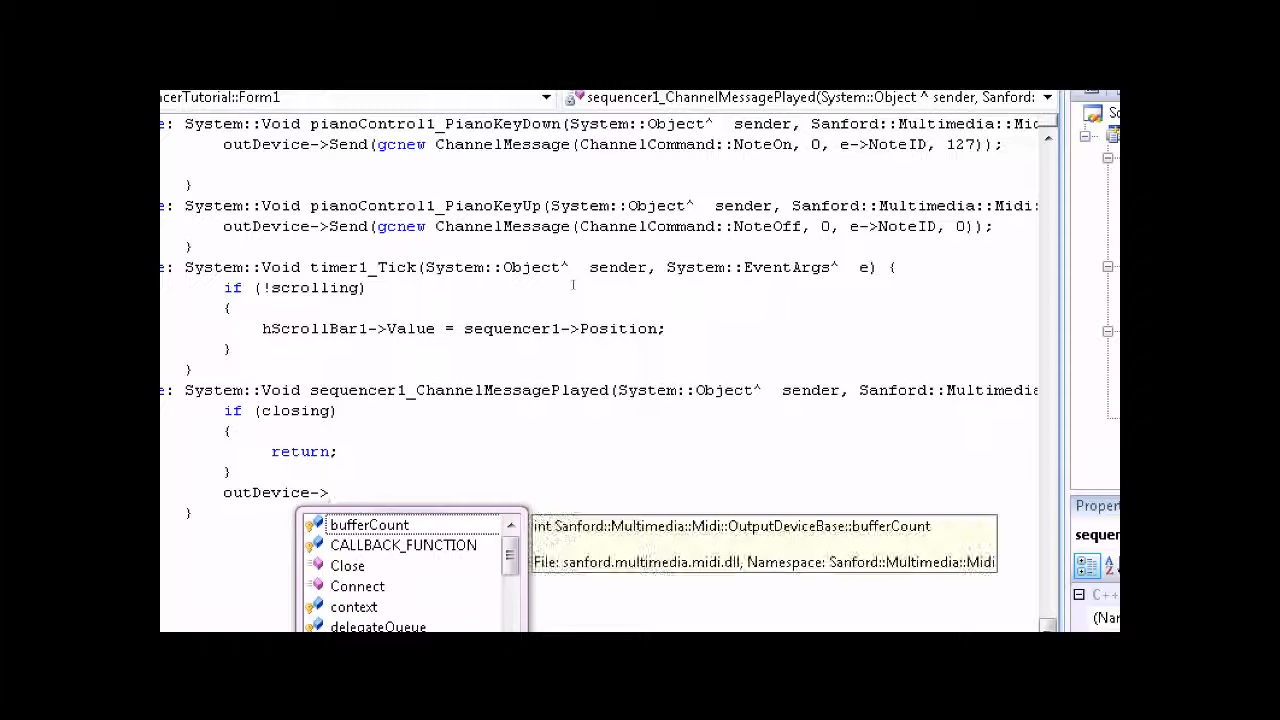 cerTutorial::Form1 sequencer1_ChannelMessagePlayed(System::Object ^ sender, Sanford:
e: System::Void pianoControl1_PianoKeyDown(System::Object^ sender, Sanford::Multimedia::Mid
outDevice->Send(gcnew ChannelMessage(ChannelCommand::NoteOn, 0, e->NoteID, 127));
}
e: System::Void pianoControl1_PianoKeyUp(System::Object^ sender, Sanford::Multimedia::Midi:
outDevice->Send(gcnew ChannelMessage(ChannelCommand::NoteOff, 0, e->NoteID, 0));
}
e: System::Void timer1_Tick(System::Object^ sender, System::EventArgs^ e) {
if (!scrolling)
{
hScrollBar1->Value = sequencer1->Position;
}
}
e: System::Void sequencer1_ChannelMessagePlayed(System::Object^ sender, Sanford::Multimedia
if (closing)
{
return;
}
outDevice->
}
bufferCount
CALLBACK_FUNCTION
Close
Connect
context
delegateQueue
int Sanford::Multimedia::Midi::OutputDeviceBase::bufferCount
File: sanford.multimedia.midi.dll, Namespace: Sanford::Multimedia::Midi
So
Propert
sequen
C++
(Nar